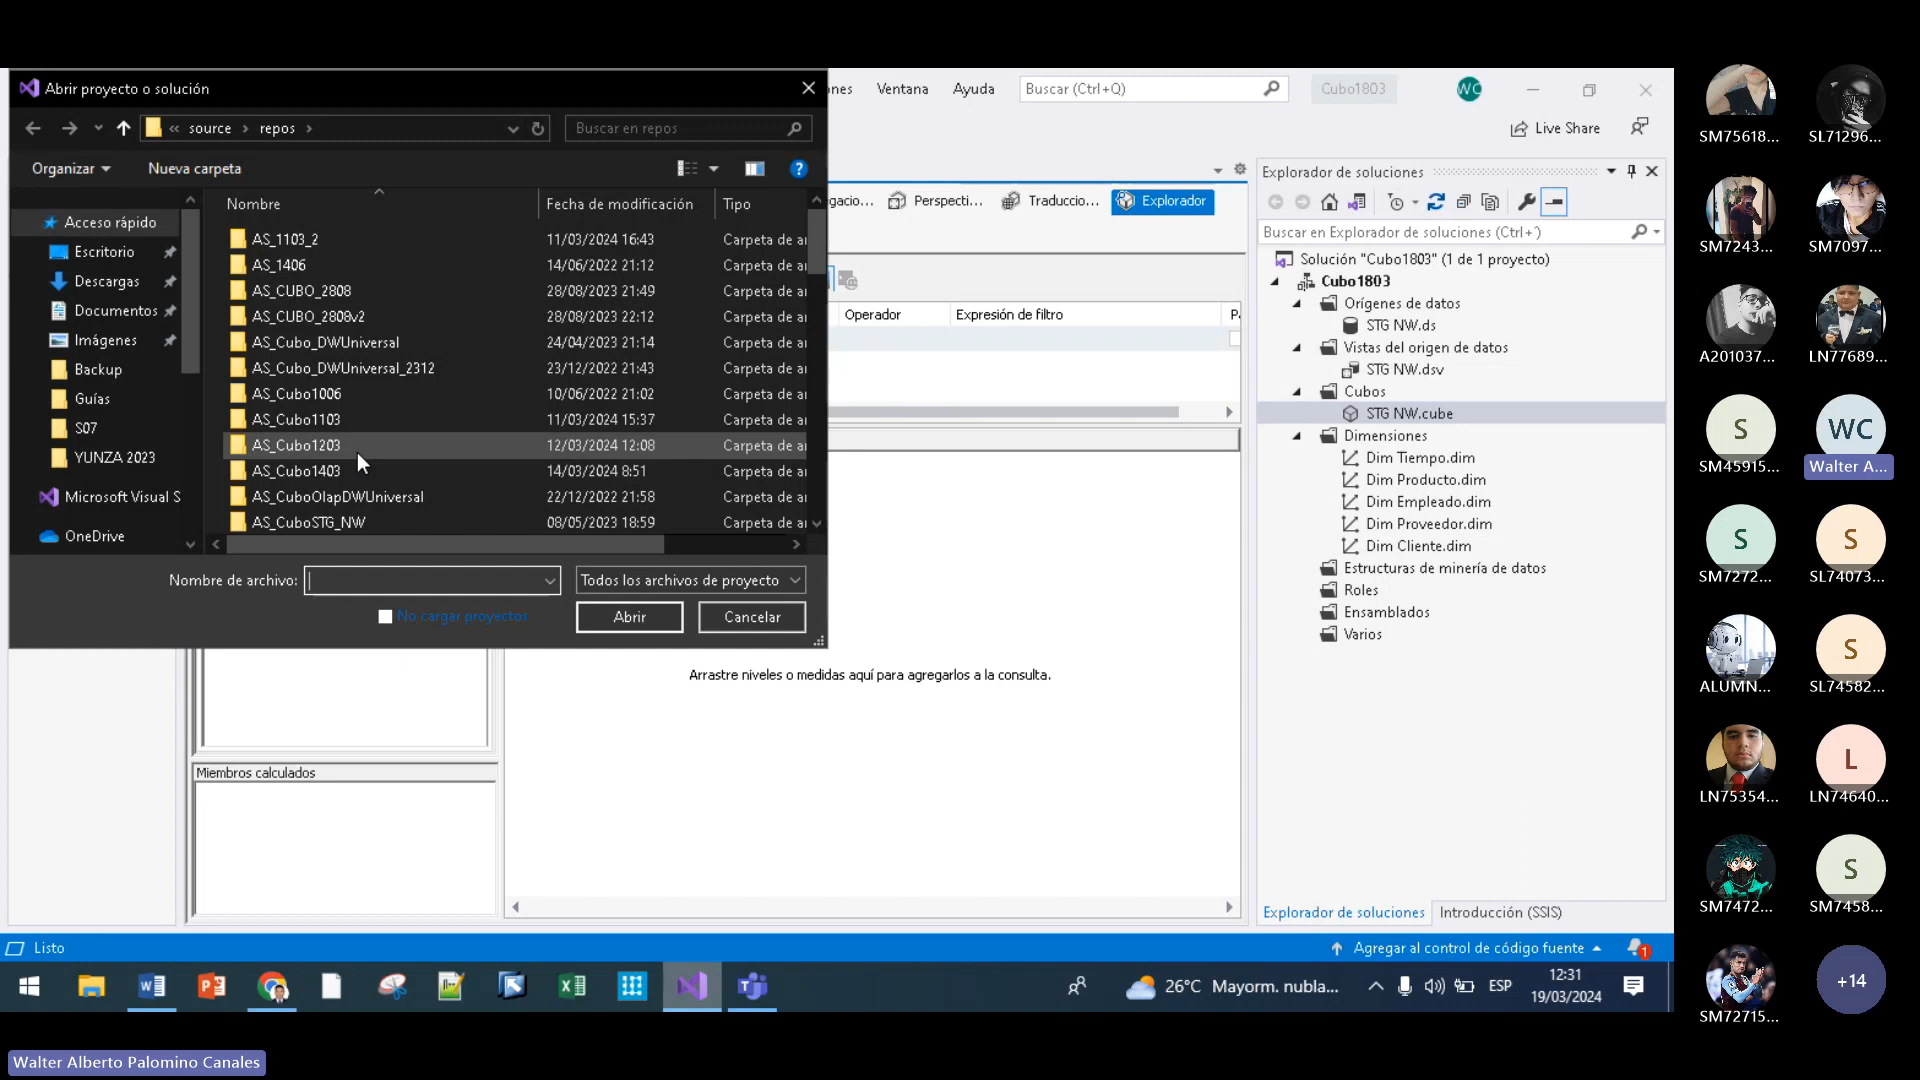 Abrir proyecto o solución
« source › repos ›
Buscar en repos
Organizar
Nueva carpeta
Nombre
Fecha de modificación
Tipo
Acceso rápido
Escritorio
Descargas
Documentos
Imágenes
Backup
Guías
S07
YUNZA 2023
Microsoft Visual S
OneDrive
AS_1103_2 11/03/2024 16:43 Carpeta de ar
AS_1406 14/06/2022 21:12 Carpeta de ar
AS_CUBO_2808 28/08/2023 21:49 Carpeta de ar
AS_CUBO_2808v2 28/08/2023 22:12 Carpeta de ar
AS_Cubo_DWUniversal 24/04/2023 21:14 Carpeta de ar
AS_Cubo_DWUniversal_2312 23/12/2022 21:43 Carpeta de ar
AS_Cubo1006 10/06/2022 21:02 Carpeta de ar
AS_Cubo1103 11/03/2024 15:37 Carpeta de ar
AS_Cubo1203 12/03/2024 12:08 Carpeta de ar
AS_Cubo1403 14/03/2024 8:51 Carpeta de ar
AS_CuboOlapDWUniversal 22/12/2022 21:58 Carpeta de ar
AS_CuboSTG_NW 08/05/2023 18:59 Carpeta de ar
Nombre de archivo:
Todos los archivos de proyecto
No cargar proyectos
Abrir
Cancelar
ones Ventana Ayuda
Buscar (Ctrl+Q)
Cubo1803
WC
Live Share
gacio... Perspecti... Traduccio... Explorador
Operador
Expresión de filtro
Pa
Arrastre niveles o medidas aquí para agregarlos a la consulta.
Miembros calculados
Explorador de soluciones
Buscar en Explorador de soluciones (Ctrl+´)
Solución "Cubo1803" (1 de 1 proyecto)
Cubo1803
Orígenes de datos
STG NW.ds
Vistas del origen de datos
STG NW.dsv
Cubos
STG NW.cube
Dimensiones
Dim Tiempo.dim
Dim Producto.dim
Dim Empleado.dim
Dim Proveedor.dim
Dim Cliente.dim
Estructuras de minería de datos
Roles
Ensamblados
Varios
Explorador de soluciones
Introducción (SSIS)
Listo
Agregar al control de código fuente
1
26°C Mayorm. nubla...
ESP
12:31
19/03/2024
SM75618...
SL71296...
SM7243...
SM7097...
A201037...
LN77689...
S
WC
SM45915...
Walter A...
S
S
SM7272...
SL74073...
S
ALUMN...
SL74582...
L
LN75354...
LN74640...
S
SM7472...
SM7458...
+14
SM72715...
Walter Alberto Palomino Canales